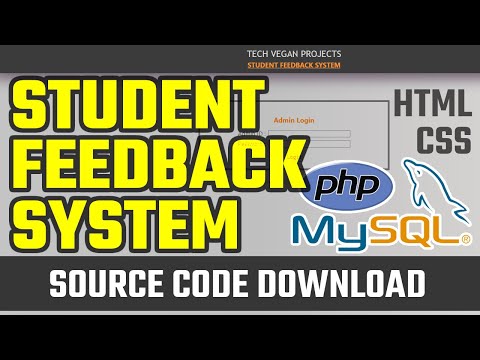 TECH VEGAN PROJECTS
STUDENT FEEDBACK SYSTEM
Admin Login
STUDENT
FEEDBACK
SYSTEM
HTML
CSS
php
MySQL®
SOURCE CODE DOWNLOAD